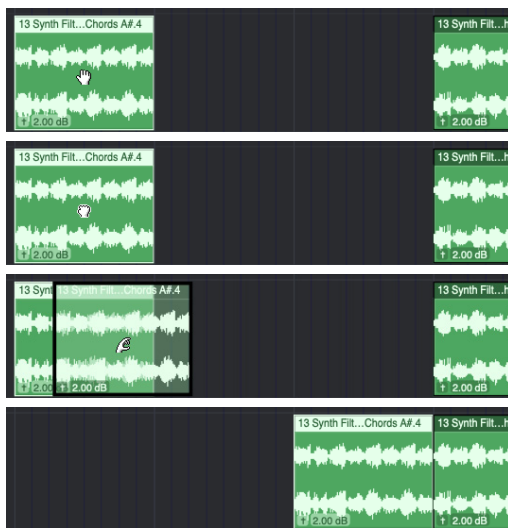 13 Synth Filt...Chords A#.4
13 Synth Filt...h
↑ 2.00 dB
↑ 2.00 dB
13 Synth Filt...Chords A#.4
13 Synth Filt...h
↑ 2.00 dB
↑ 2.00 dB
13 Synt
13 Synth Filt...Chords A#.4
13 Synth Filt...h
↑ 2.00
↑ 2.00 dB
↑ 2.00 dB
13 Synth Filt...Chords A#.4
13 Synth Filt...h
↑ 2.00 dB
↑ 2.00 dB